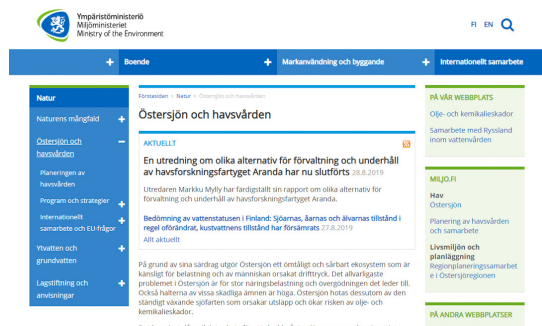 Ympäristöministeriö
Miljöministeriet
Ministry of the Environment
FI EN
Boende
Markanvändning och byggande
Internationellt samarbete
Natur
Naturens mångfald
Östersjön och
havsvården
Planeringen av
havsvården
Program och strategier
Internationellt
samarbete och EU-frågor
Ytvatten och
grundvatten
Lagstiftning och
anvisningar
Förstasidan > Natur > Östersjön och havsvården
Östersjön och havsvården
AKTUELLT
En utredning om olika alternativ för förvaltning och underhåll
av havsforskningsfartyget Aranda har nu slutförts 28.8.2019
Utredaren Markku Mylly har färdigställt sin rapport om olika alternativ för
förvaltning och underhåll av havsforskningsfartyget Aranda.
Bedömning av vattenstatusen i Finland: Sjöarnas, åarnas och älvarnas tillstånd i
regel oförändrat, kustvattnens tillstånd har försämrats 27.8.2019
Allt aktuellt
På grund av sina särdrag utgör Östersjön ett ömtåligt och sårbart ekosystem som är
känsligt för belastning och av människan orsakat drifttryck. Det allvarligaste
problemet i Östersjön är för stor näringsbelastning och övergödningen det leder till.
Också halterna av vissa skadliga ämnen är höga. Östersjön hotas dessutom av den
ständigt växande sjöfarten som orsakar utsläpp och ökar risken av olje- och
kemikalieskador.
PÅ VÅR WEBBPLATS
Olje- och kemikalieskador
Samarbete med Ryssland
inom vattenvården
MILJO.FI
Hav
Östersjön
Planering av havsvården
och samarbete
Livsmiljön och
planläggning
Regionplaneringssamarbet
e i Östersjöregionen
PÅ ANDRA WEBBPLATSER